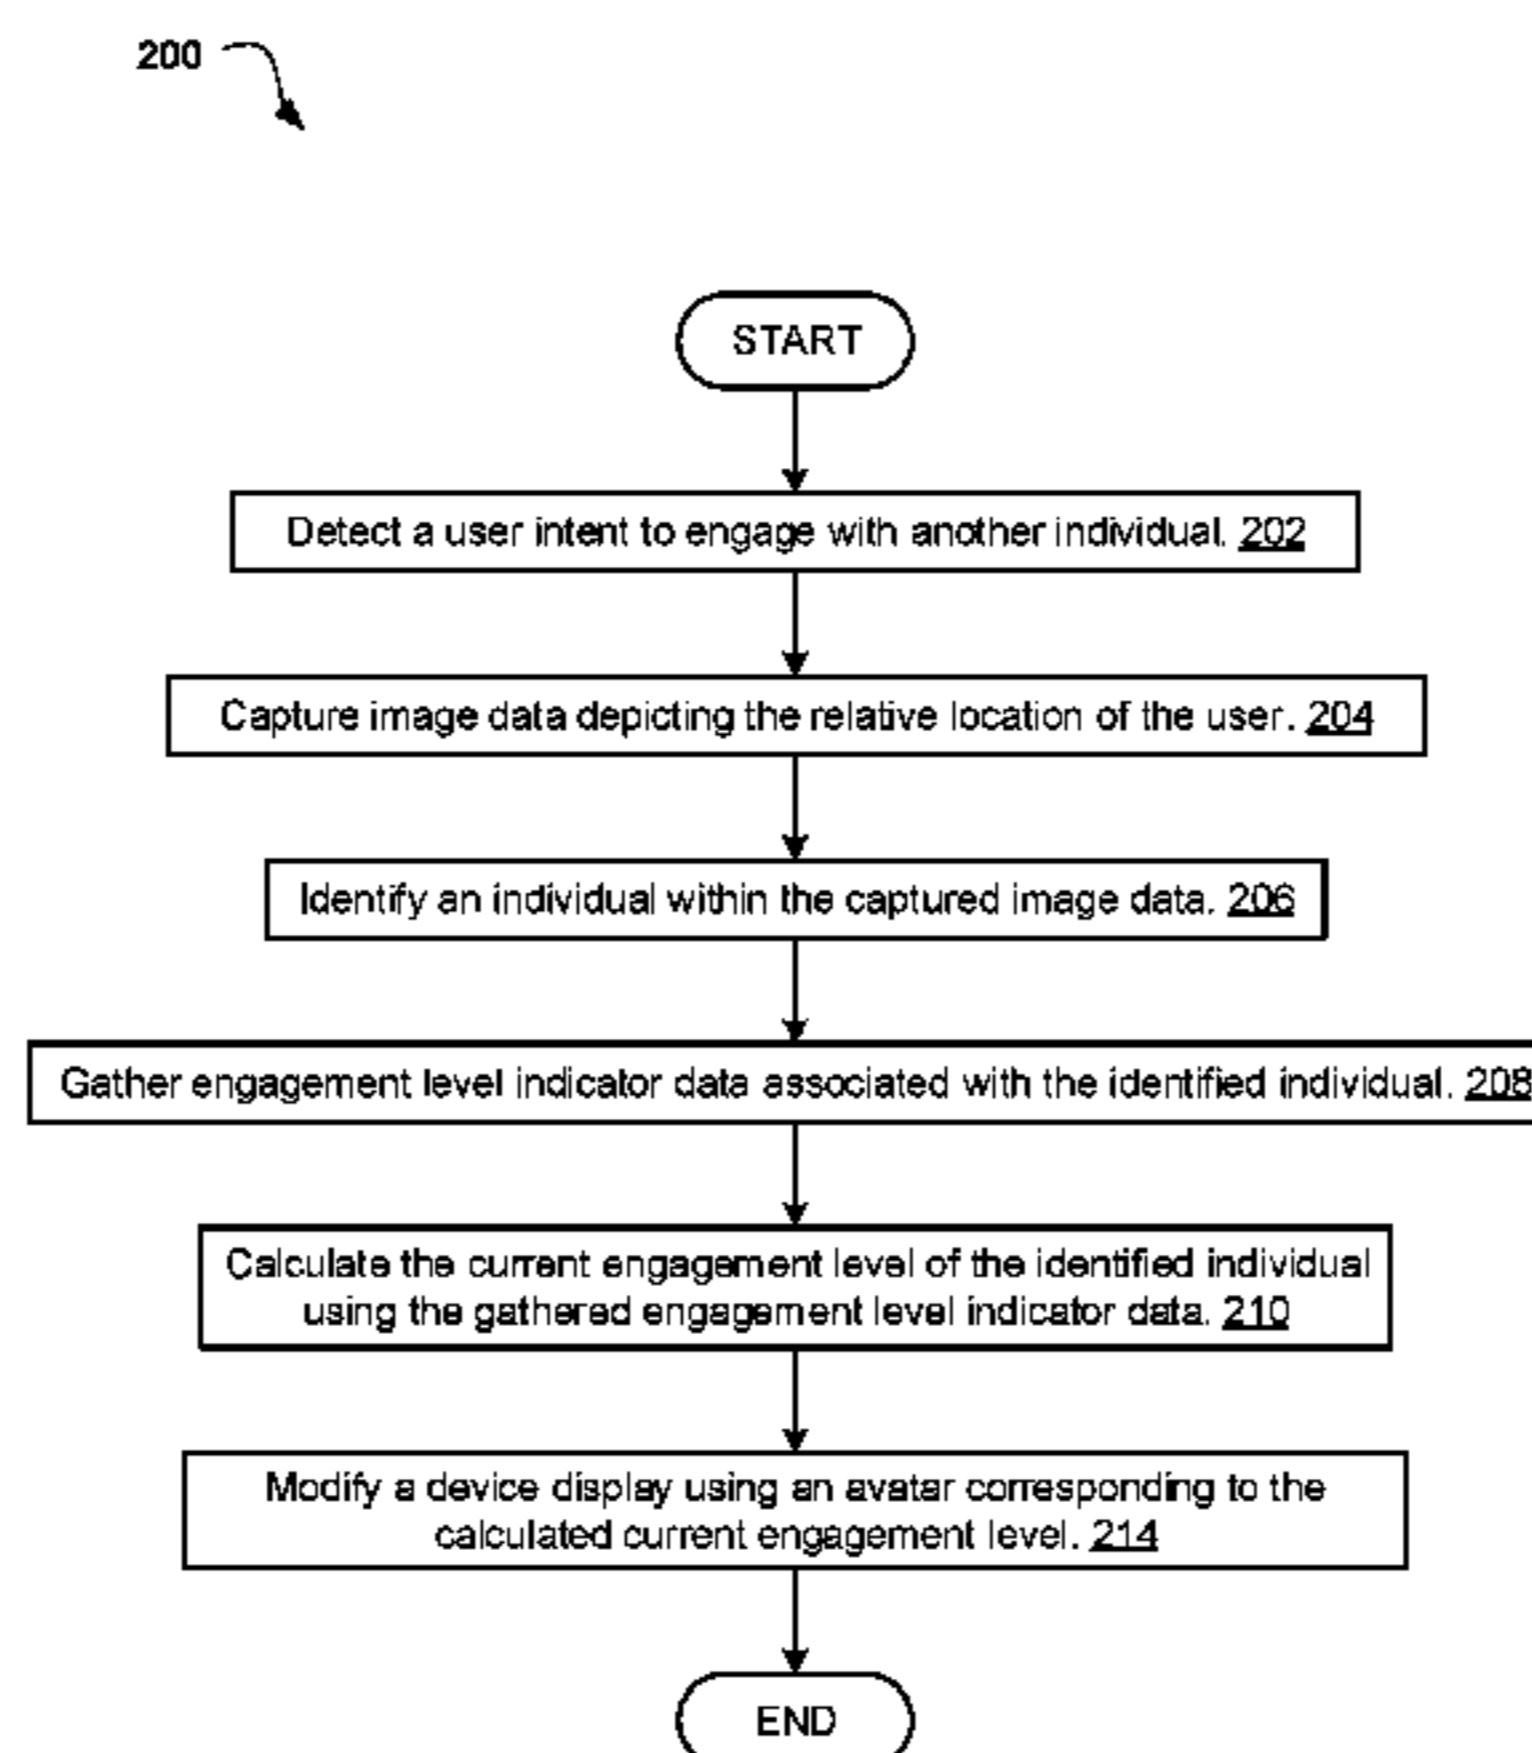 200
START
Detect a user intent to engage with another individual. 202
Capture image data depicting the relative location of the user. 204
Identify an individual within the captured image data. 206
Gather engagement level indicator data associated with the identified individual. 208
Calculate the current engagement level of the identified individual
using the gathered engagement level indicator data. 210
Modify a device display using an avatar corresponding to the
calculated current engagement level. 214
END